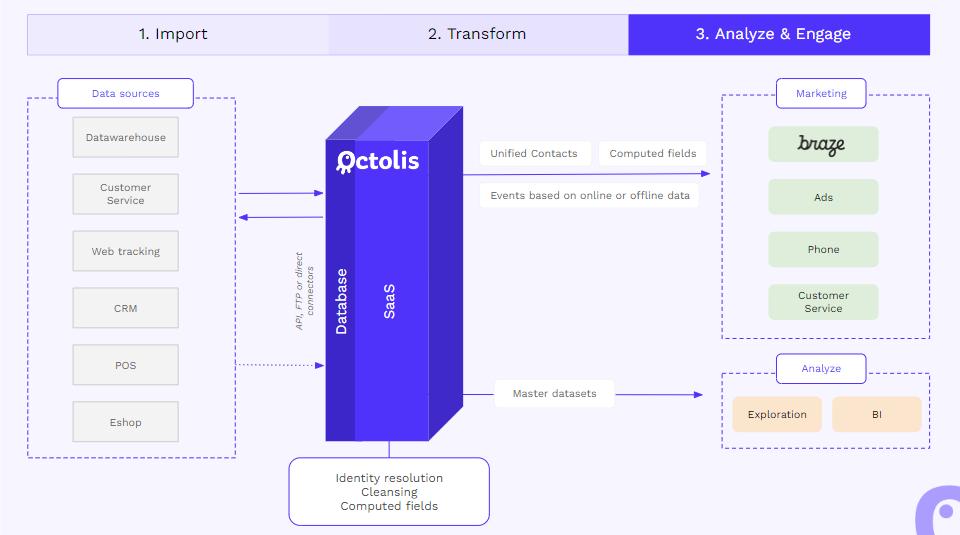 1. Import
2. Transform
3. Analyze & Engage
Data sources
Datawarehouse
Customer
Service
Web tracking
CRM
POS
Eshop
API, FTP or direct
connectors
Octolis
Database
SaaS
Identity resolution
Cleansing
Computed fields
Unified Contacts
Computed fields
Events based on online or offline data
Master datasets
Marketing
braze
Ads
Phone
Customer
Service
Analyze
Exploration
BI